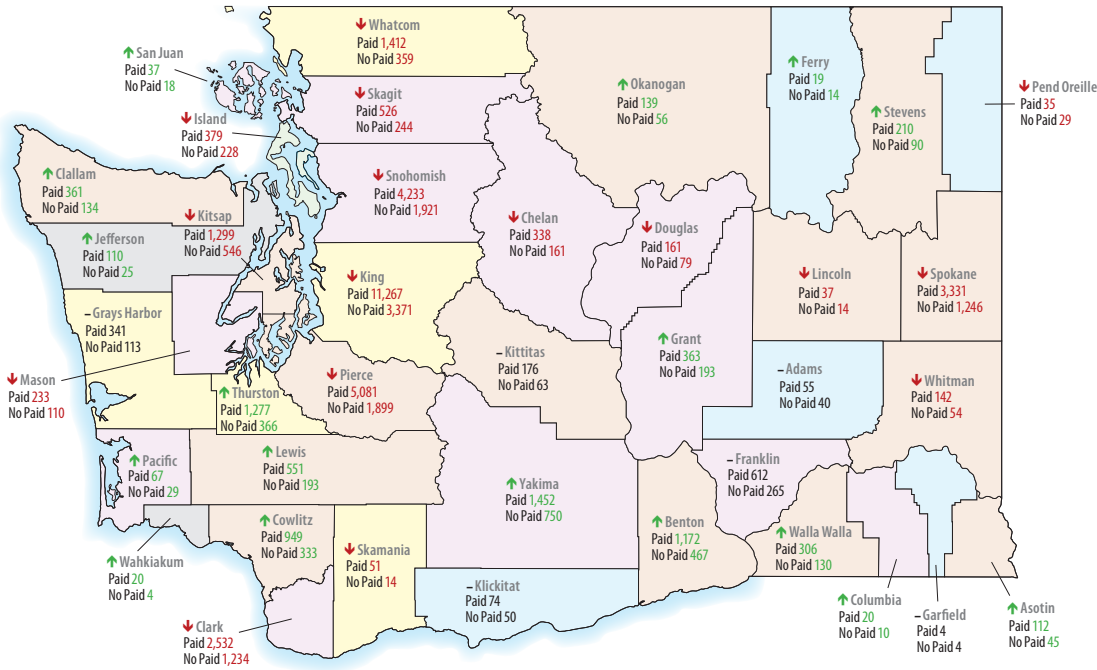 ↓ Whatcom
Paid 1,412
No Paid 359
↑ San Juan
Paid 37
No Paid 18
↓ Skagit
Paid 526
No Paid 244
↓ Island
Paid 379
No Paid 228
↑ Okanogan
Paid 139
No Paid 56
↑ Ferry
Paid 19
No Paid 14
↑ Stevens
Paid 210
No Paid 90
↓ Pend Oreille
Paid 35
No Paid 29
↑ Clallam
Paid 361
No Paid 134
↓ Snohomish
Paid 4,233
No Paid 1,921
↓ Kitsap
Paid 1,299
No Paid 546
↑ Jefferson
Paid 110
No Paid 25
↓ Chelan
Paid 338
No Paid 161
↓ Douglas
Paid 161
No Paid 79
↓ King
Paid 11,267
No Paid 3,371
↓ Lincoln
Paid 37
No Paid 14
↓ Spokane
Paid 3,331
No Paid 1,246
– Grays Harbor
Paid 341
No Paid 113
↑ Grant
Paid 363
No Paid 193
– Kittitas
Paid 176
No Paid 63
↓ Mason
Paid 233
No Paid 110
↑ Thurston
Paid 1,277
No Paid 366
↓ Pierce
Paid 5,081
No Paid 1,899
– Adams
Paid 55
No Paid 40
↓ Whitman
Paid 142
No Paid 54
↑ Pacific
Paid 67
No Paid 29
↑ Lewis
Paid 551
No Paid 193
↑ Yakima
Paid 1,452
No Paid 750
– Franklin
Paid 612
No Paid 265
↑ Cowlitz
Paid 949
No Paid 333
↑ Benton
Paid 1,172
No Paid 467
↑ Walla Walla
Paid 306
No Paid 130
↑ Wahkiakum
Paid 20
No Paid 4
↓ Skamania
Paid 51
No Paid 14
– Klickitat
Paid 74
No Paid 50
↓ Clark
Paid 2,532
No Paid 1,234
↑ Columbia
Paid 20
No Paid 10
– Garfield
Paid 4
No Paid 4
↑ Asotin
Paid 112
No Paid 45